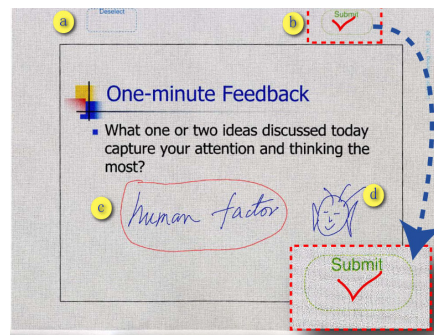 Deselect
a
b
Submit
One-minute Feedback
What one or two ideas discussed today
capture your attention and thinking the
most?
c
human factor
d
Submit